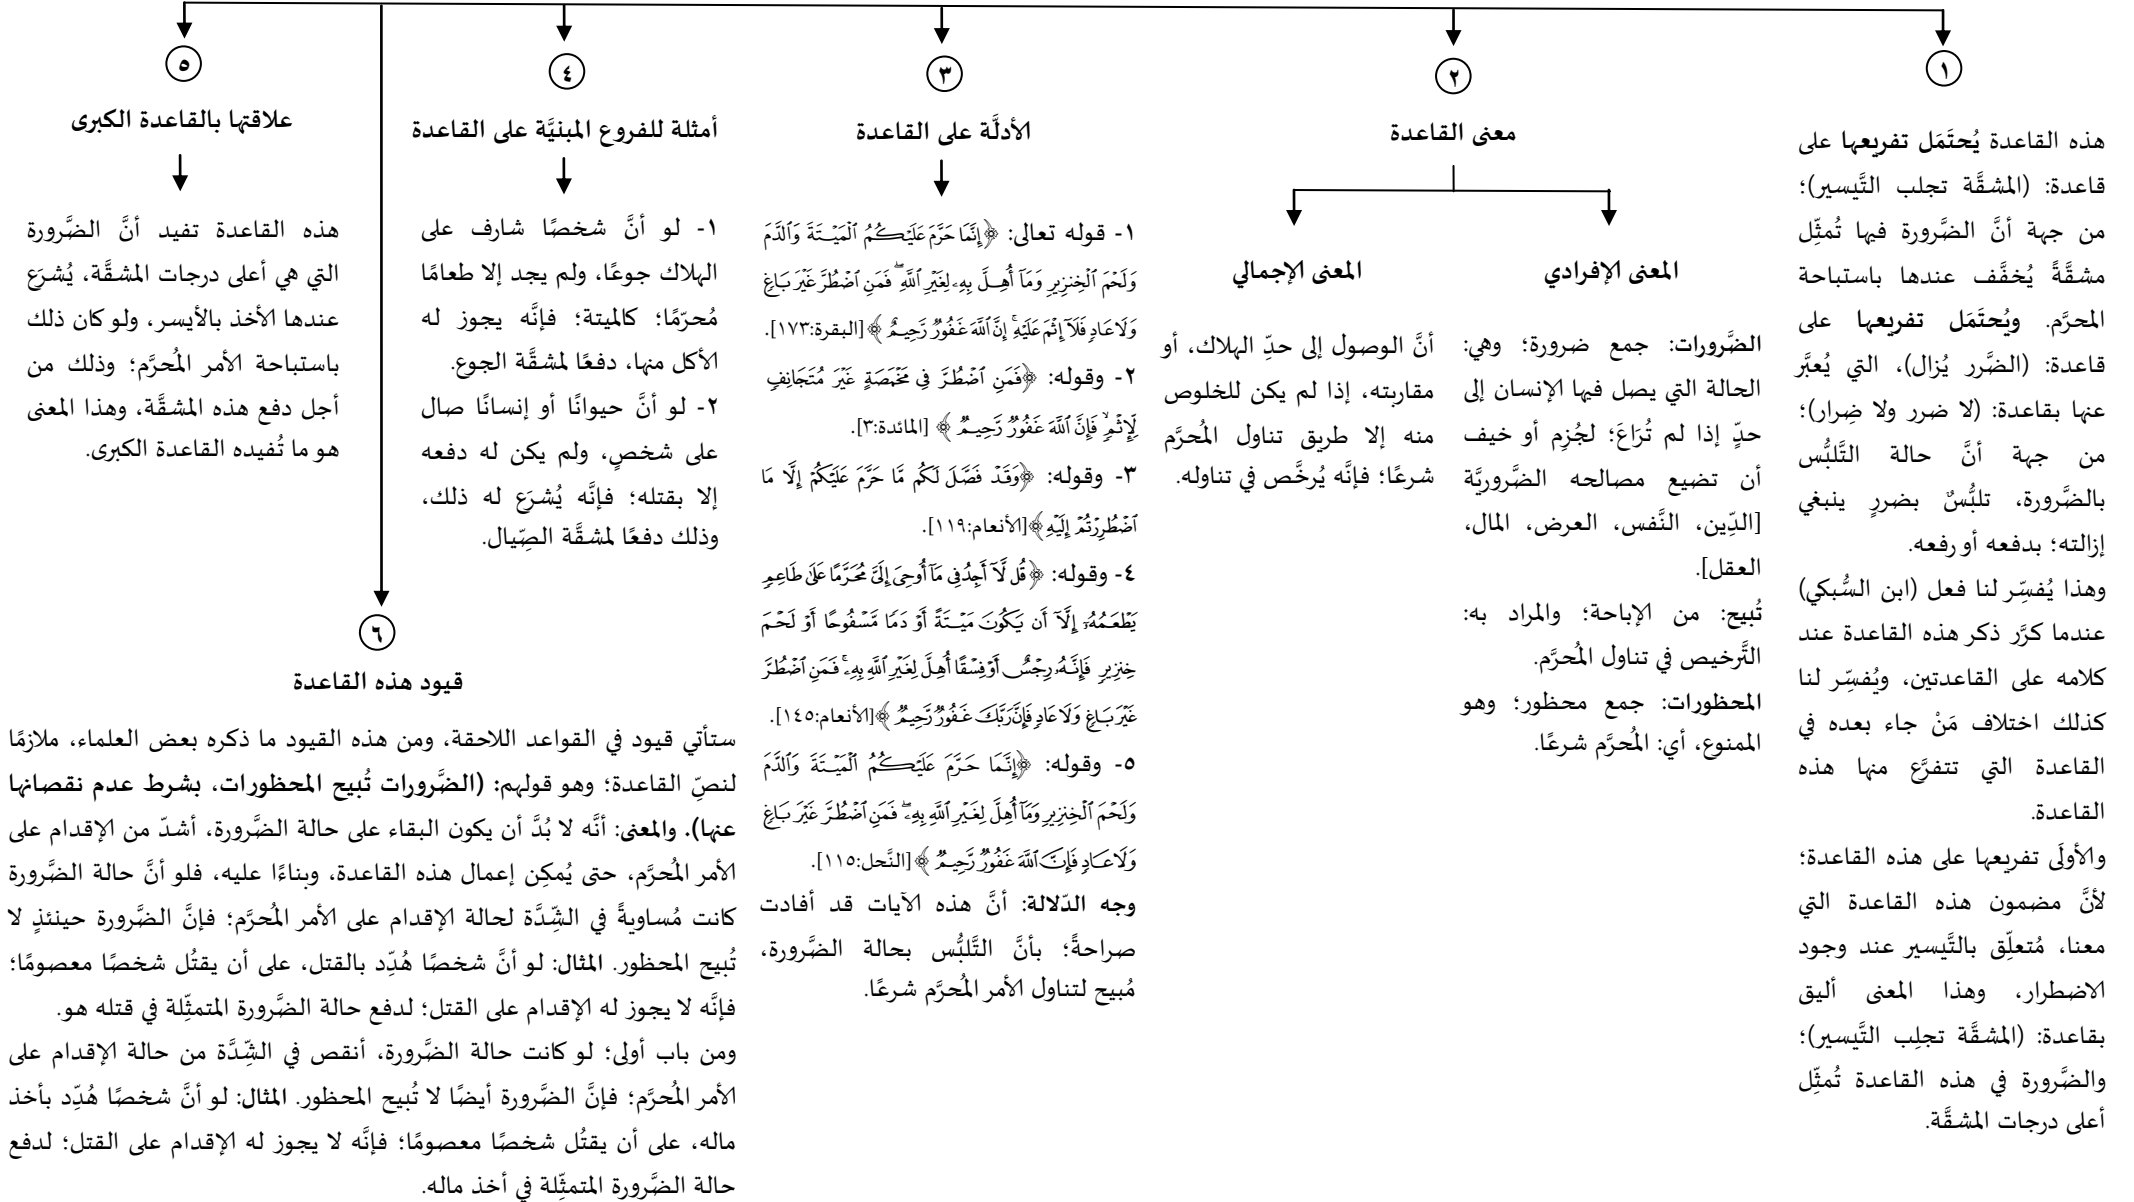 ١
هذه القاعدة يُحتَمَل تفريعها على
قاعدة: (المشقَّة تجلب التَّيسير)؛
من جهة أنَّ الضَّرورة فيها تُمثِّل
مشقَّةً يُخفَّف عندها باستباحة
المحرَّم. ويُحتَمَل تفريعها على
قاعدة: (الضَّرر يُزال)، التي يُعبَّر
عنها بقاعدة: (لا ضرر ولا ضِرار)؛
من جهة أنَّ حالة التَّلبُّس
بالضَّرورة، تلبُّسٌ بضررٍ ينبغي
إزالته؛ بدفعه أو رفعه.
وهذا يُفسِّر لنا فعل (ابن السُّبكي)
عندما كرَّر ذكر هذه القاعدة عند
كلامه على القاعدتين، ويُفسِّر لنا
كذلك اختلاف مَنْ جاء بعده في
القاعدة التي تتفرَّع منها هذه
القاعدة.
والأولَى تفريعها على هذه القاعدة؛
لأنَّ مضمون هذه القاعدة التي
معنا، مُتعلِّق بالتَّيسير عند وجود
الاضطرار، وهذا المعنى أليق
بقاعدة: (المشقَّة تجلِب التَّيسير)؛
والضَّرورة في هذه القاعدة تُمثِّل
أعلى درجات المشقَّة.
٢
معنى القاعدة
المعنى الإفرادي
الضَّرورات: جمع ضرورة؛ وهي:
الحالة التي يصل فيها الإنسان إلى
حدٍّ إذا لم تُرَاعَ؛ لجُزِم أو خيف
أن تضيع مصالحه الضَّروريَّة
[الدِّين، النَّفس، العرض، المال،
العقل].
تُبيح: من الإباحة؛ والمراد به:
التَّرخيص في تناول المُحرَّم.
المحظورات: جمع محظور؛ وهو
الممنوع، أي: المُحرَّم شرعًا.
المعنى الإجمالي
أنَّ الوصول إلى حدِّ الهلاك، أو
مقاربته، إذا لم يكن للخلوص
منه إلا طريق تناول المُحرَّم
شرعًا؛ فإنَّه يُرخَّص في تناوله.
٣
الأدلَّة على القاعدة
١- قوله تعالى: ﴿إِنَّمَا حَرَّمَ عَلَيْكُمُ ٱلْمَيْتَةَ وَٱلدَّمَ
وَلَحْمَ ٱلْخِنزِيرِ وَمَآ أُهِلَّ بِهِۦ لِغَيْرِ ٱللَّهِ ۖ فَمَنِ ٱضْطُرَّ غَيْرَ بَاغٍ
وَلَا عَادٍ فَلَآ إِثْمَ عَلَيْهِ ۚ إِنَّ ٱللَّهَ غَفُورٌ رَّحِيمٌ﴾ [البقرة:١٧٣].
٢- وقوله: ﴿فَمَنِ ٱضْطُرَّ فِى مَخْمَصَةٍ غَيْرَ مُتَجَانِفٍ
لِّإِثْمٍ ۙ فَإِنَّ ٱللَّهَ غَفُورٌ رَّحِيمٌ﴾ [المائدة:٣].
٣- وقوله: ﴿وَقَدْ فَصَّلَ لَكُم مَّا حَرَّمَ عَلَيْكُمْ إِلَّا مَا
ٱضْطُرِرْتُمْ إِلَيْهِ﴾ [الأنعام:١١٩].
٤- وقوله: ﴿قُل لَّآ أَجِدُ فِى مَآ أُوحِىَ إِلَىَّ مُحَرَّمًا عَلَىٰ طَاعِمٍ
يَطْعَمُهُۥٓ إِلَّآ أَن يَكُونَ مَيْتَةً أَوْ دَمًا مَّسْفُوحًا أَوْ لَحْمَ
خِنزِيرٍ فَإِنَّهُۥ رِجْسٌ أَوْ فِسْقًا أُهِلَّ لِغَيْرِ ٱللَّهِ بِهِۦ ۚ فَمَنِ ٱضْطُرَّ
غَيْرَ بَاغٍ وَلَا عَادٍ فَإِنَّ رَبَّكَ غَفُورٌ رَّحِيمٌ﴾ [الأنعام:١٤٥].
٥- وقوله: ﴿إِنَّمَا حَرَّمَ عَلَيْكُمُ ٱلْمَيْتَةَ وَٱلدَّمَ
وَلَحْمَ ٱلْخِنزِيرِ وَمَآ أُهِلَّ لِغَيْرِ ٱللَّهِ بِهِۦ ۖ فَمَنِ ٱضْطُرَّ غَيْرَ بَاغٍ
وَلَا عَادٍ فَإِنَّ ٱللَّهَ غَفُورٌ رَّحِيمٌ﴾ [النَّحل:١١٥].
وجه الدّلالة: أنَّ هذه الآيات قد أفادت
صراحةً؛ بأنَّ التَّلبُّس بحالة الضَّرورة،
مُبيح لتناول الأمر المُحرَّم شرعًا.
٤
أمثلة للفروع المبنيَّة على القاعدة
١- لو أنَّ شخصًا شارف على
الهلاك جوعًا، ولم يجد إلا طعامًا
مُحرّمًا؛ كالميتة؛ فإنَّه يجوز له
الأكل منها، دفعًا لمشقَّة الجوع.
٢- لو أنَّ حيوانًا أو إنسانًا صال
على شخصٍ، ولم يكن له دفعه
إلا بقتله؛ فإنَّه يُشرَع له ذلك،
وذلك دفعًا لمشقَّة الصِّيال.
٥
علاقتها بالقاعدة الكبرى
هذه القاعدة تفيد أنَّ الضَّرورة
التي هي أعلى درجات المشقَّة، يُشرَع
عندها الأخذ بالأيسر، ولو كان ذلك
باستباحة الأمر المُحرَّم؛ وذلك من
أجل دفع هذه المشقَّة، وهذا المعنى
هو ما تُفيده القاعدة الكبرى.
٦
قيود هذه القاعدة
ستأتي قيود في القواعد اللاحقة، ومن هذه القيود ما ذكره بعض العلماء، ملازمًا
لنصِّ القاعدة؛ وهو قولهم: (الضَّرورات تُبيح المحظورات، بشرط عدم نقصانها
عنها). والمعنى: أنَّه لا بُدَّ أن يكون البقاء على حالة الضَّرورة، أشدّ من الإقدام على
الأمر المُحرَّم، حتى يُمكِن إعمال هذه القاعدة، وبناءًا عليه، فلو أنَّ حالة الضَّرورة
كانت مُساويةً في الشِّدَّة لحالة الإقدام على الأمر المُحرَّم؛ فإنَّ الضَّرورة حينئذٍ لا
تُبيح المحظور. المثال: لو أنَّ شخصًا هُدِّد بالقتل، على أن يقتُل شخصًا معصومًا؛
فإنَّه لا يجوز له الإقدام على القتل؛ لدفع حالة الضَّرورة المتمثِّلة في قتله هو.
ومن باب أولى؛ لو كانت حالة الضَّرورة، أنقص في الشِّدَّة من حالة الإقدام على
الأمر المُحرَّم؛ فإنَّ الضَّرورة أيضًا لا تُبيح المحظور. المثال: لو أنَّ شخصًا هُدِّد بأخذ
ماله، على أن يقتُل شخصًا معصومًا؛ فإنَّه لا يجوز له الإقدام على القتل؛ لدفع
حالة الضَّرورة المتمثِّلة في أخذ ماله.